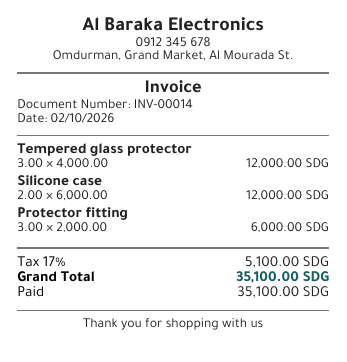 Al Baraka Electronics
0912 345 678
Omdurman, Grand Market, Al Mourada St.
Invoice
Document Number: INV-00014
Date: 02/10/2026
Tempered glass protector
3.00 × 4,000.00 12,000.00 SDG
Silicone case
2.00 × 6,000.00 12,000.00 SDG
Protector fitting
3.00 × 2,000.00 6,000.00 SDG
Tax 17% 5,100.00 SDG
Grand Total 35,100.00 SDG
Paid 35,100.00 SDG
Thank you for shopping with us